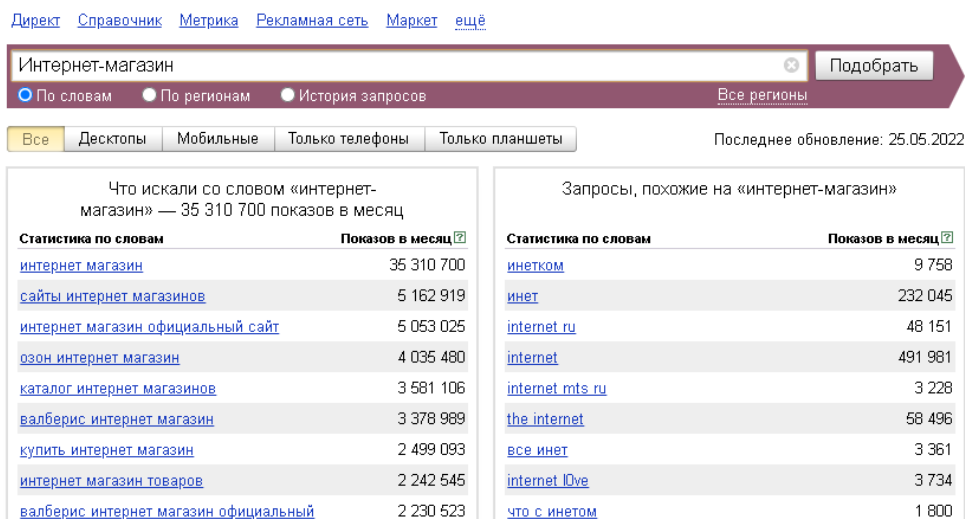 Директ Справочник Метрика Рекламная сеть Маркет ещё
Интернет-магазин Подобрать
По словам По регионам История запросов Все регионы
Все Десктопы Мобильные Только телефоны Только планшеты Последнее обновление: 25.05.2022
Что искали со словом «интернет-
магазин» — 35 310 700 показов в месяц
Статистика по словам Показов в месяц ?
интернет магазин 35 310 700
сайты интернет магазинов 5 162 919
интернет магазин официальный сайт 5 053 025
озон интернет магазин 4 035 480
каталог интернет магазинов 3 581 106
валберис интернет магазин 3 378 989
купить интернет магазин 2 499 093
интернет магазин товаров 2 242 545
валберис интернет магазин официальный 2 230 523
Запросы, похожие на «интернет-магазин»
Статистика по словам Показов в месяц ?
инетком 9 758
инет 232 045
internet ru 48 151
internet 491 981
internet mts ru 3 228
the internet 58 496
все инет 3 361
internet l0ve 3 734
что с инетом 1 800